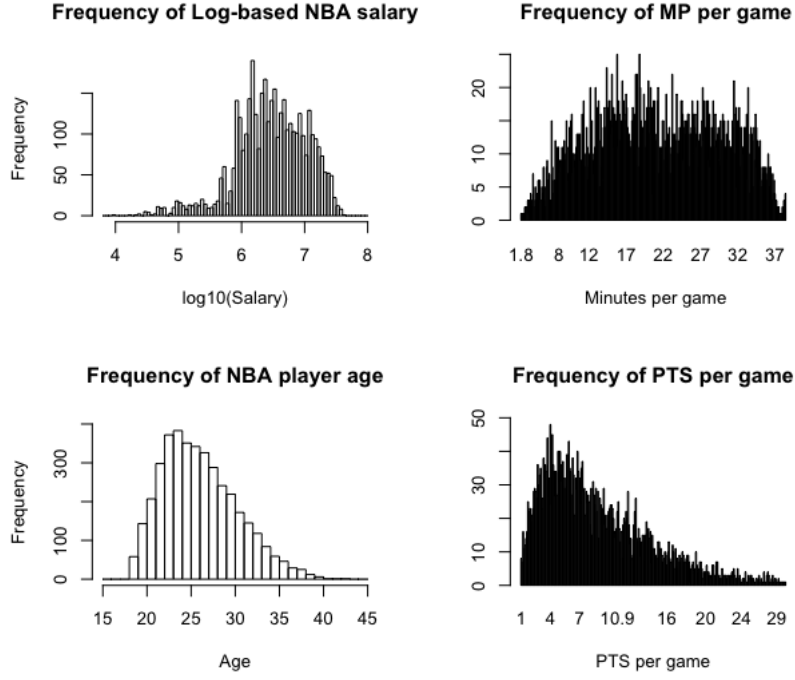 Frequency of Log-based NBA salary
Frequency
100
50
0
4 5 6 7 8
log10(Salary)
Frequency of MP per game
20
10
5
0
1.8 8 12 17 22 27 32 37
Minutes per game
Frequency of NBA player age
Frequency
300
100
0
15 20 25 30 35 40 45
Age
Frequency of PTS per game
50
30
10
0
1 4 7 10.9 16 20 24 29
PTS per game